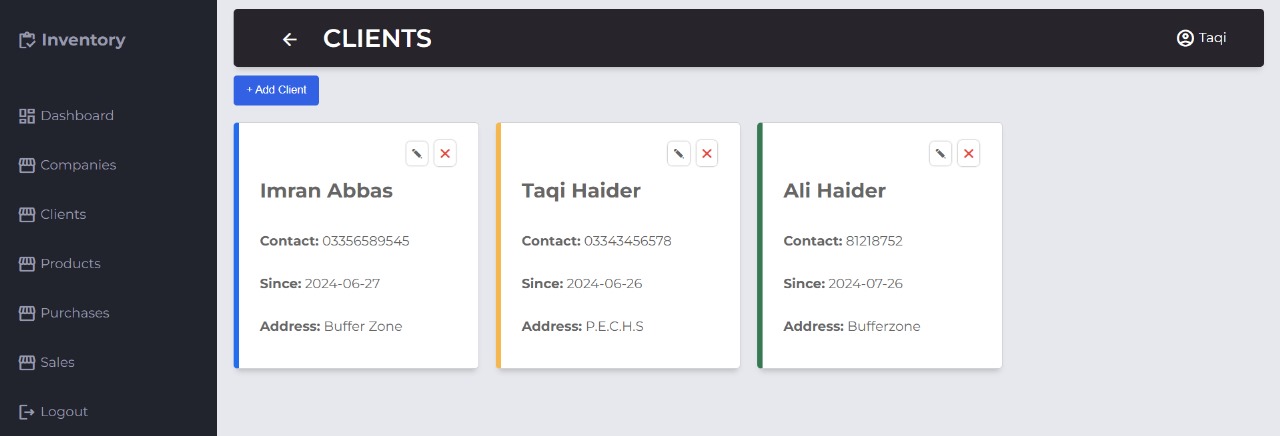 Inventory
Dashboard
Companies
Clients
Products
Purchases
Sales
Logout
CLIENTS
Taqi
+ Add Client
Imran Abbas
Contact: 03356589545
Since: 2024-06-27
Address: Buffer Zone
Taqi Haider
Contact: 03343456578
Since: 2024-06-26
Address: P.E.C.H.S
Ali Haider
Contact: 81218752
Since: 2024-07-26
Address: Bufferzone